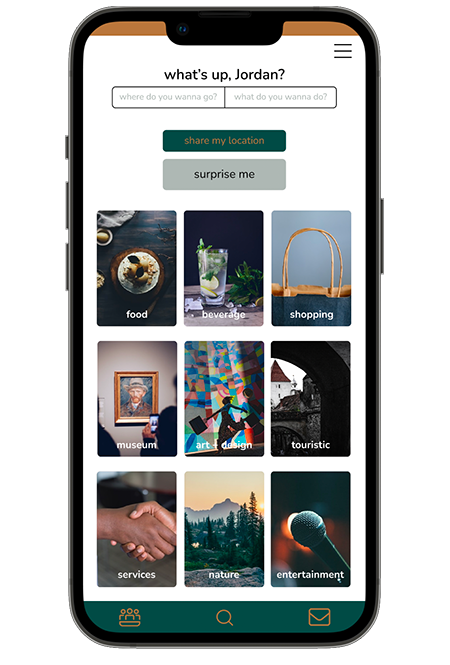 what's up, Jordan?
where do you wanna go? what do you wanna do?
share my location
surprise me
food beverage shopping
museum art + design touristic
services nature entertainment